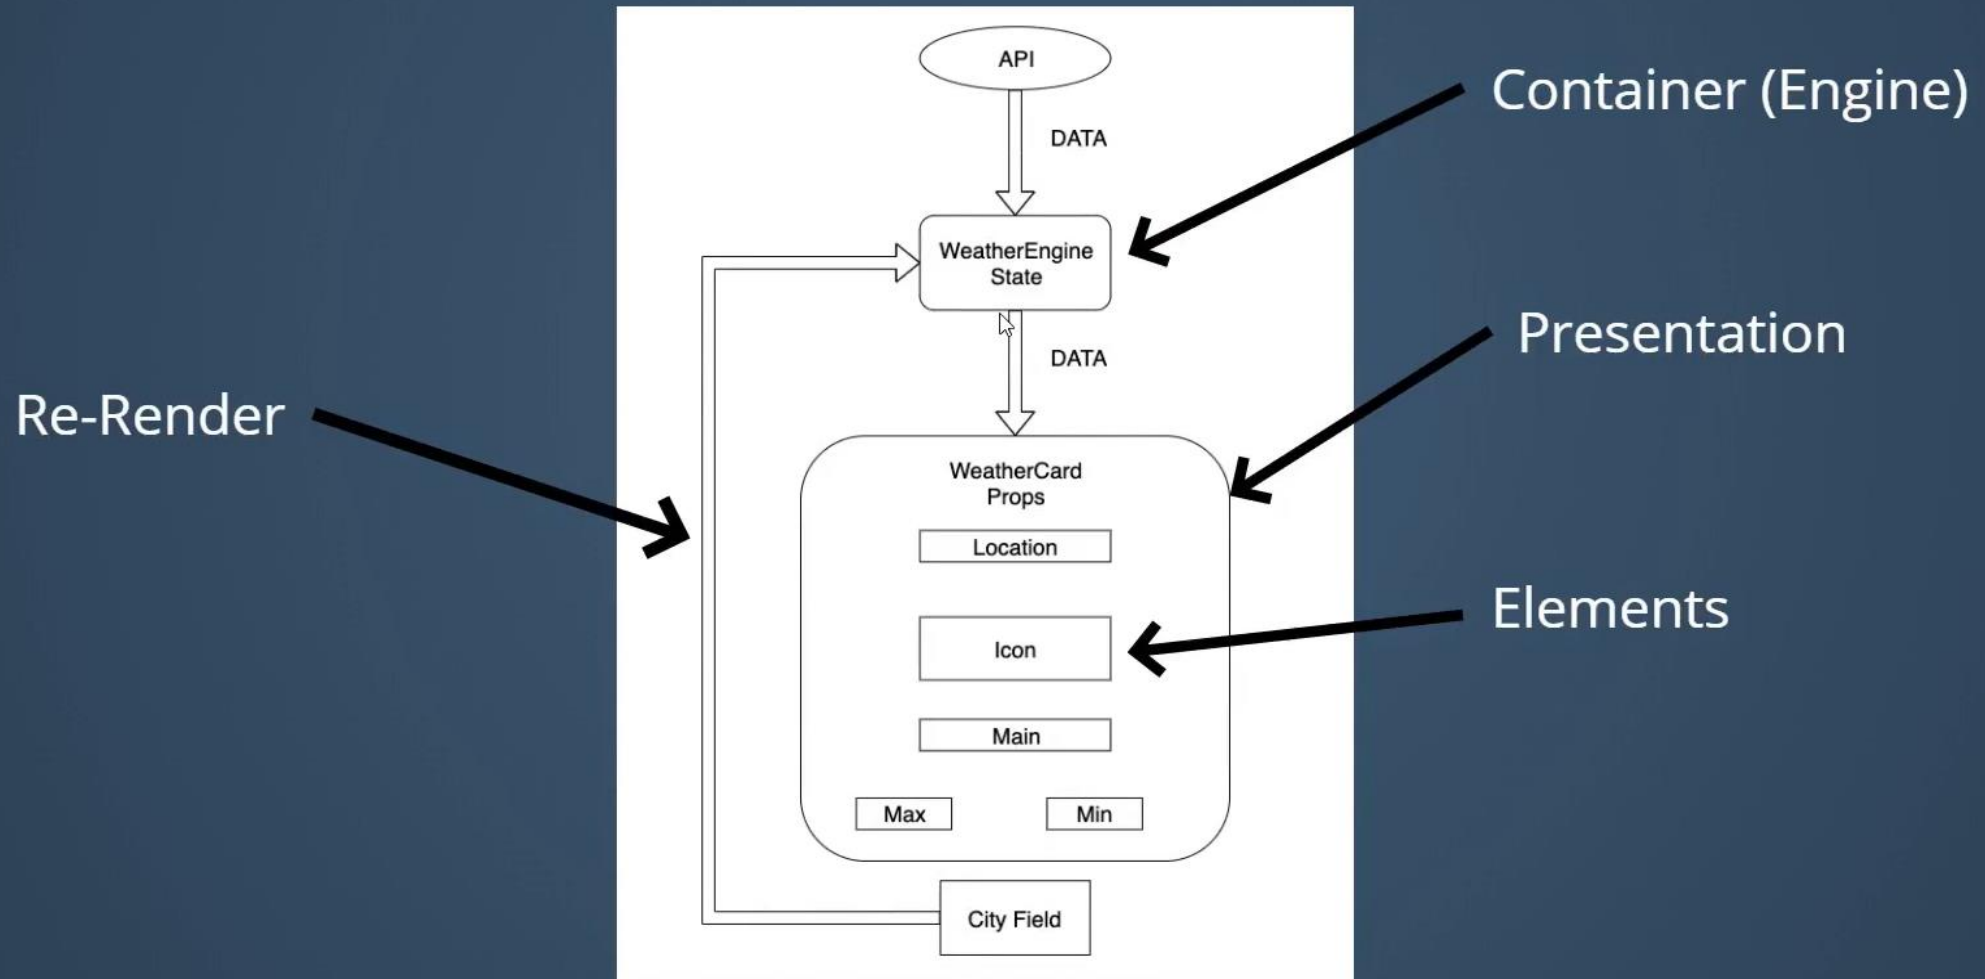 API
Container (Engine)
DATA
WeatherEngine
State
Presentation
DATA
Re-Render
WeatherCard
Props
Location
Elements
Icon
Main
Max
Min
City Field